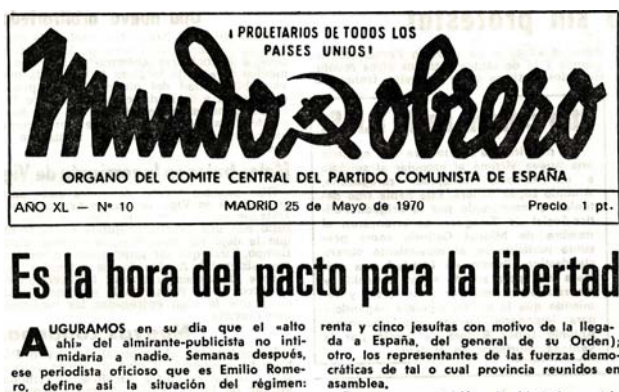 ¡ PROLETARIOS DE TODOS LOS
PAISES UNIOS!
mundo obrero
ORGANO DEL COMITE CENTRAL DEL PARTIDO COMUNISTA DE ESPAÑA
AÑO XL — Nº 10 MADRID 25 de Mayo de 1970 Precio 1 pt.
Es la hora del pacto para la libertad
AUGURAMOS en su día que el «alto
ahí» del almirante-publicista no inti-
midaría a nadie. Semanas después,
ese periodista oficioso que es Emilio Rome-
ro, define así la situación del régimen:
renta y cinco jesuitas con motivo de la llega-
da a España, del general de su Orden);
otro, los representantes de las fuerzas demo-
cráticas de tal o cual provincia reunidos en
asamblea.